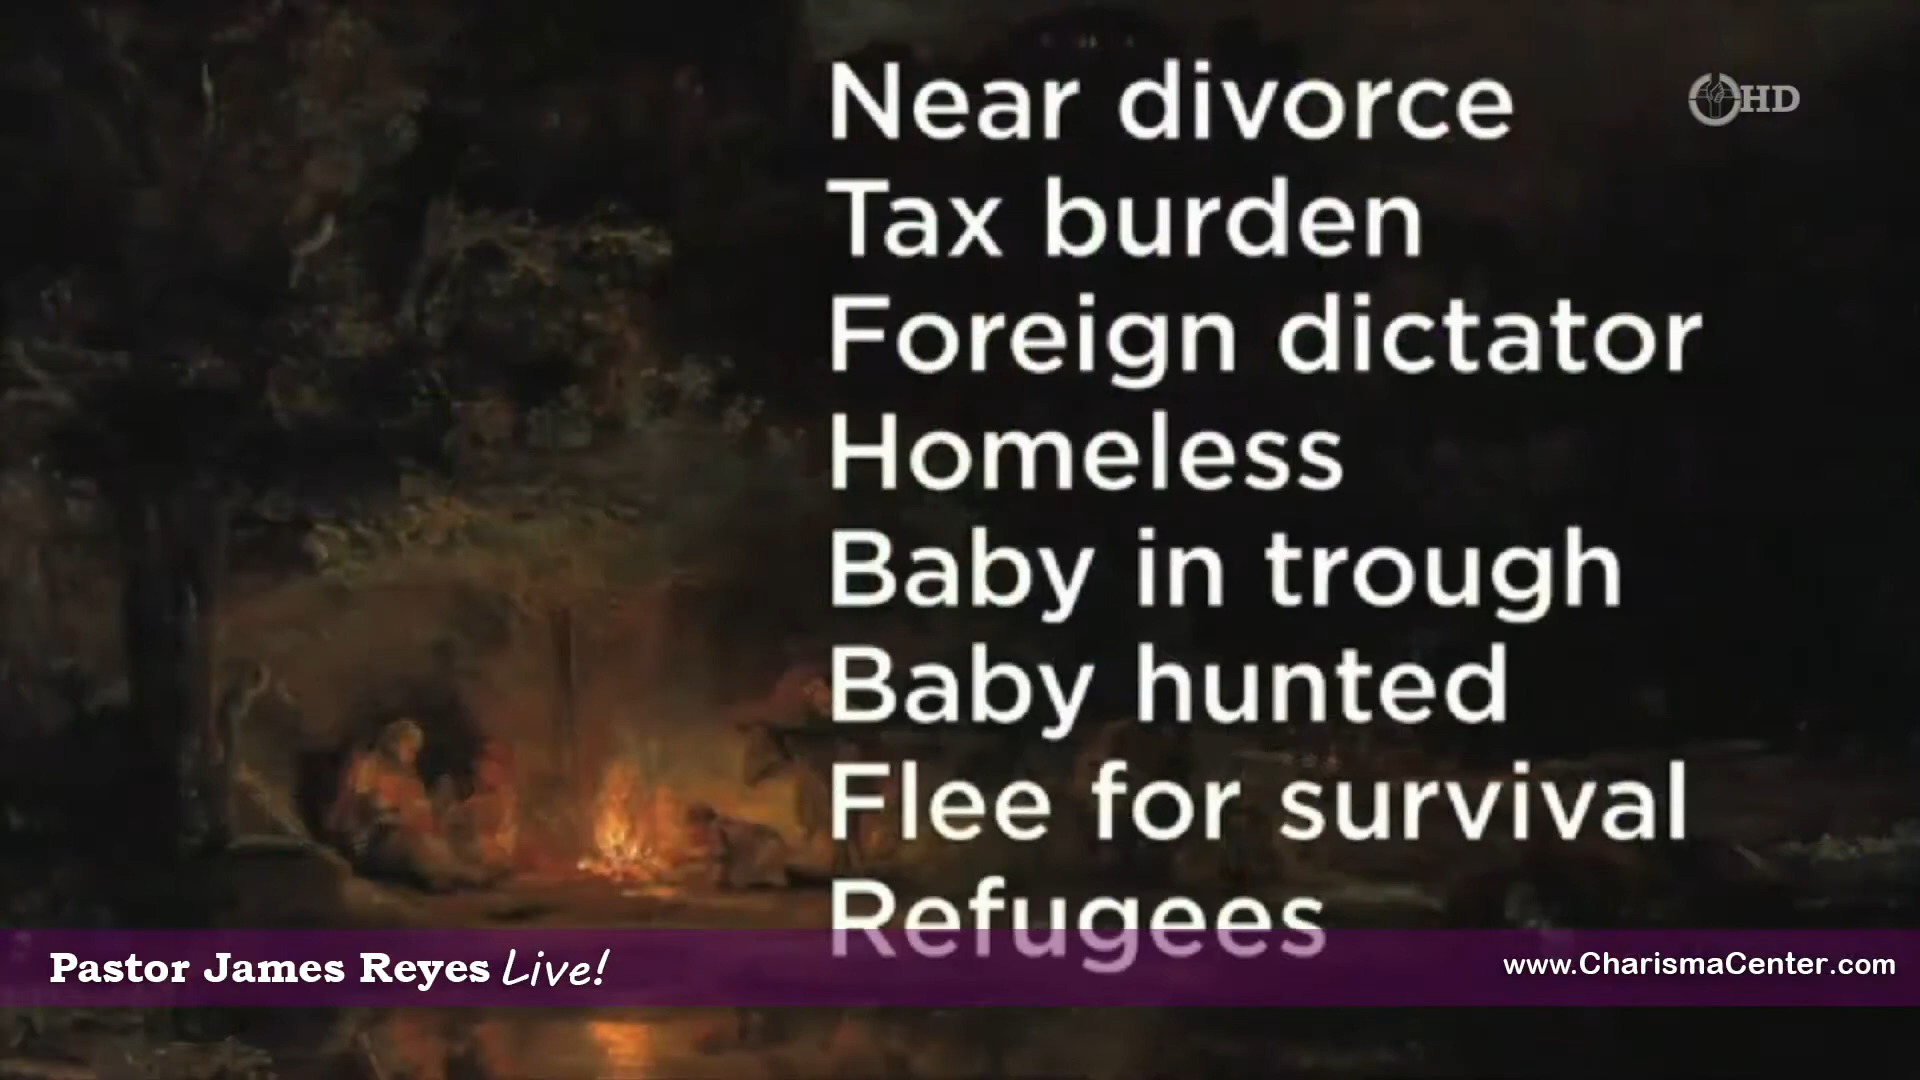 Near divorce
Tax burden
Foreign dictator
Homeless
Baby in trough
Baby hunted
Flee for survival
Refugees
HD
Pastor James Reyes Live!
www.CharismaCenter.com